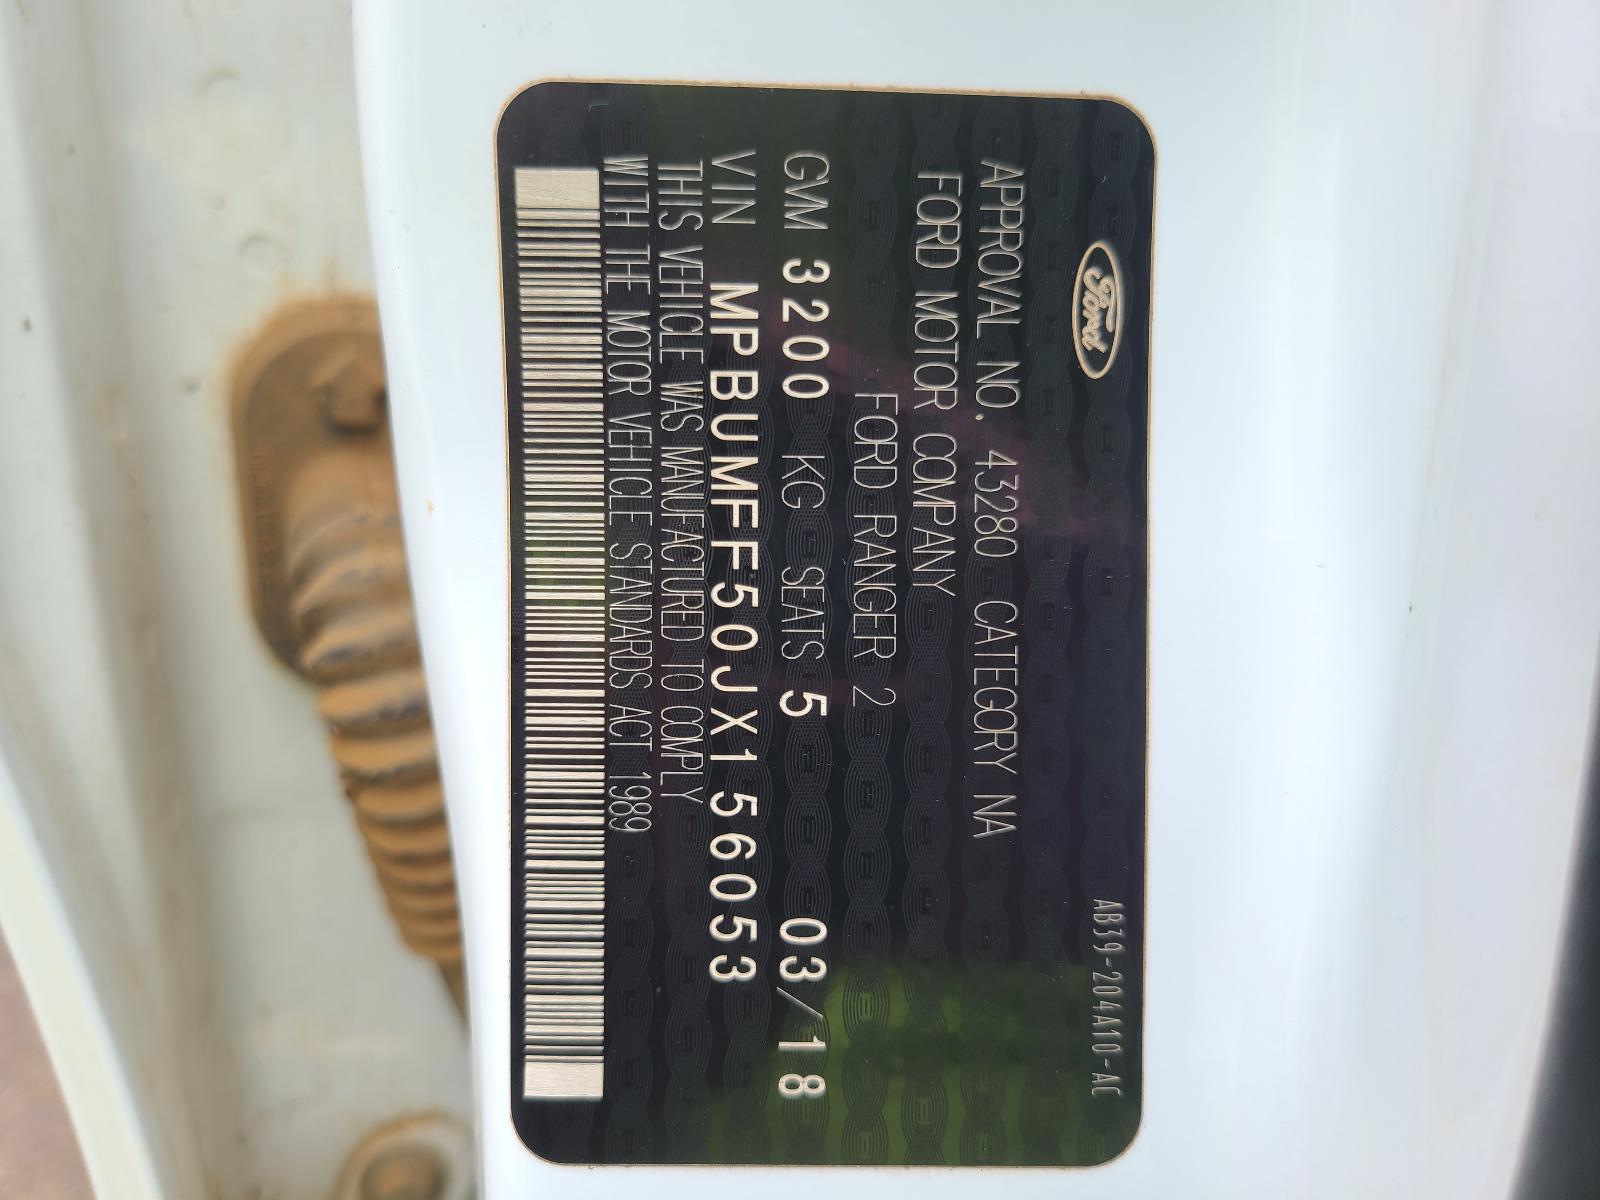 Ford
AB39-204A10-AC
APPROVAL NO. 43280 CATEGORY NA
FORD MOTOR COMPANY
FORD RANGER 2
GVM 3200 KG SEATS 5 03/18
VIN MPBUMFF50JX156053
THIS VEHICLE WAS MANUFACTURED TO COMPLY
WITH THE MOTOR VEHICLE STANDARDS ACT 1989